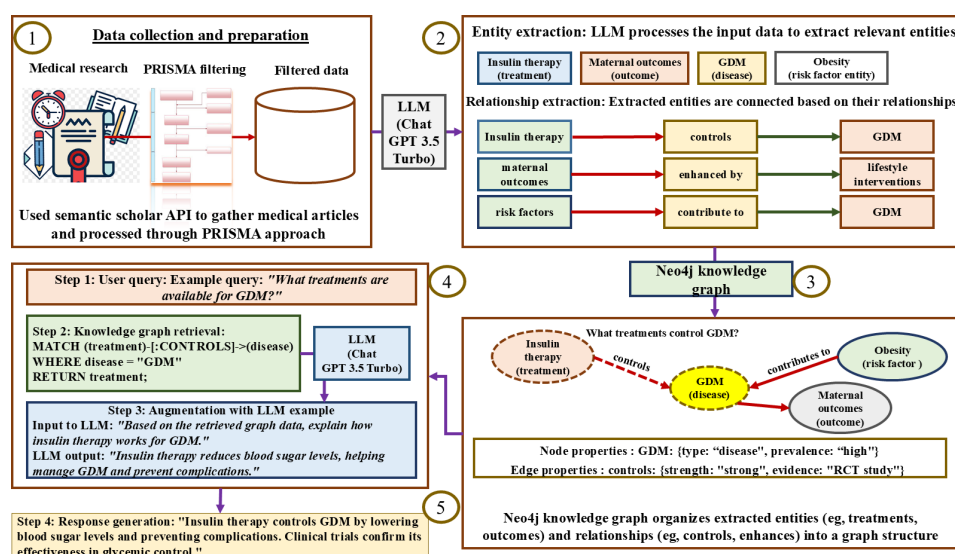 1
Data collection and preparation
Medical research
PRISMA filtering
Filtered data
Used semantic scholar API to gather medical articles
and processed through PRISMA approach
LLM
(Chat
GPT 3.5
Turbo)
2
Entity extraction: LLM processes the input data to extract relevant entities
Insulin therapy
(treatment)
Maternal outcomes
(outcome)
GDM
(disease)
Obesity
(risk factor entity)
Relationship extraction: Extracted entities are connected based on their relationships
Insulin therapy
controls
GDM
maternal
outcomes
enhanced by
lifestyle
interventions
risk factors
contribute to
GDM
Neo4j knowledge
graph
3
What treatments control GDM?
Insulin
therapy
(treatment)
controls
GDM
(disease)
contributes to
Obesity
(risk factor )
Maternal
outcomes
(outcome)
Node properties : GDM: {type: “disease”, prevalence: “high”}
Edge properties : controls: {strength: "strong”, evidence: "RCT study"}
Neo4j knowledge graph organizes extracted entities (eg, treatments,
outcomes) and relationships (eg, controls, enhances) into a graph structure
4
Step 1: User query: Example query: "What treatments are
available for GDM?"
Step 2: Knowledge graph retrieval:
MATCH (treatment)-[:CONTROLS]->(disease)
WHERE disease = "GDM"
RETURN treatment;
LLM
(Chat
GPT 3.5 Turbo)
Step 3: Augmentation with LLM example
Input to LLM: "Based on the retrieved graph data, explain how
insulin therapy works for GDM."
LLM output: "Insulin therapy reduces blood sugar levels, helping
manage GDM and prevent complications."
5
Step 4: Response generation: "Insulin therapy controls GDM by lowering
blood sugar levels and preventing complications. Clinical trials confirm its
effectiveness in glycemic control."